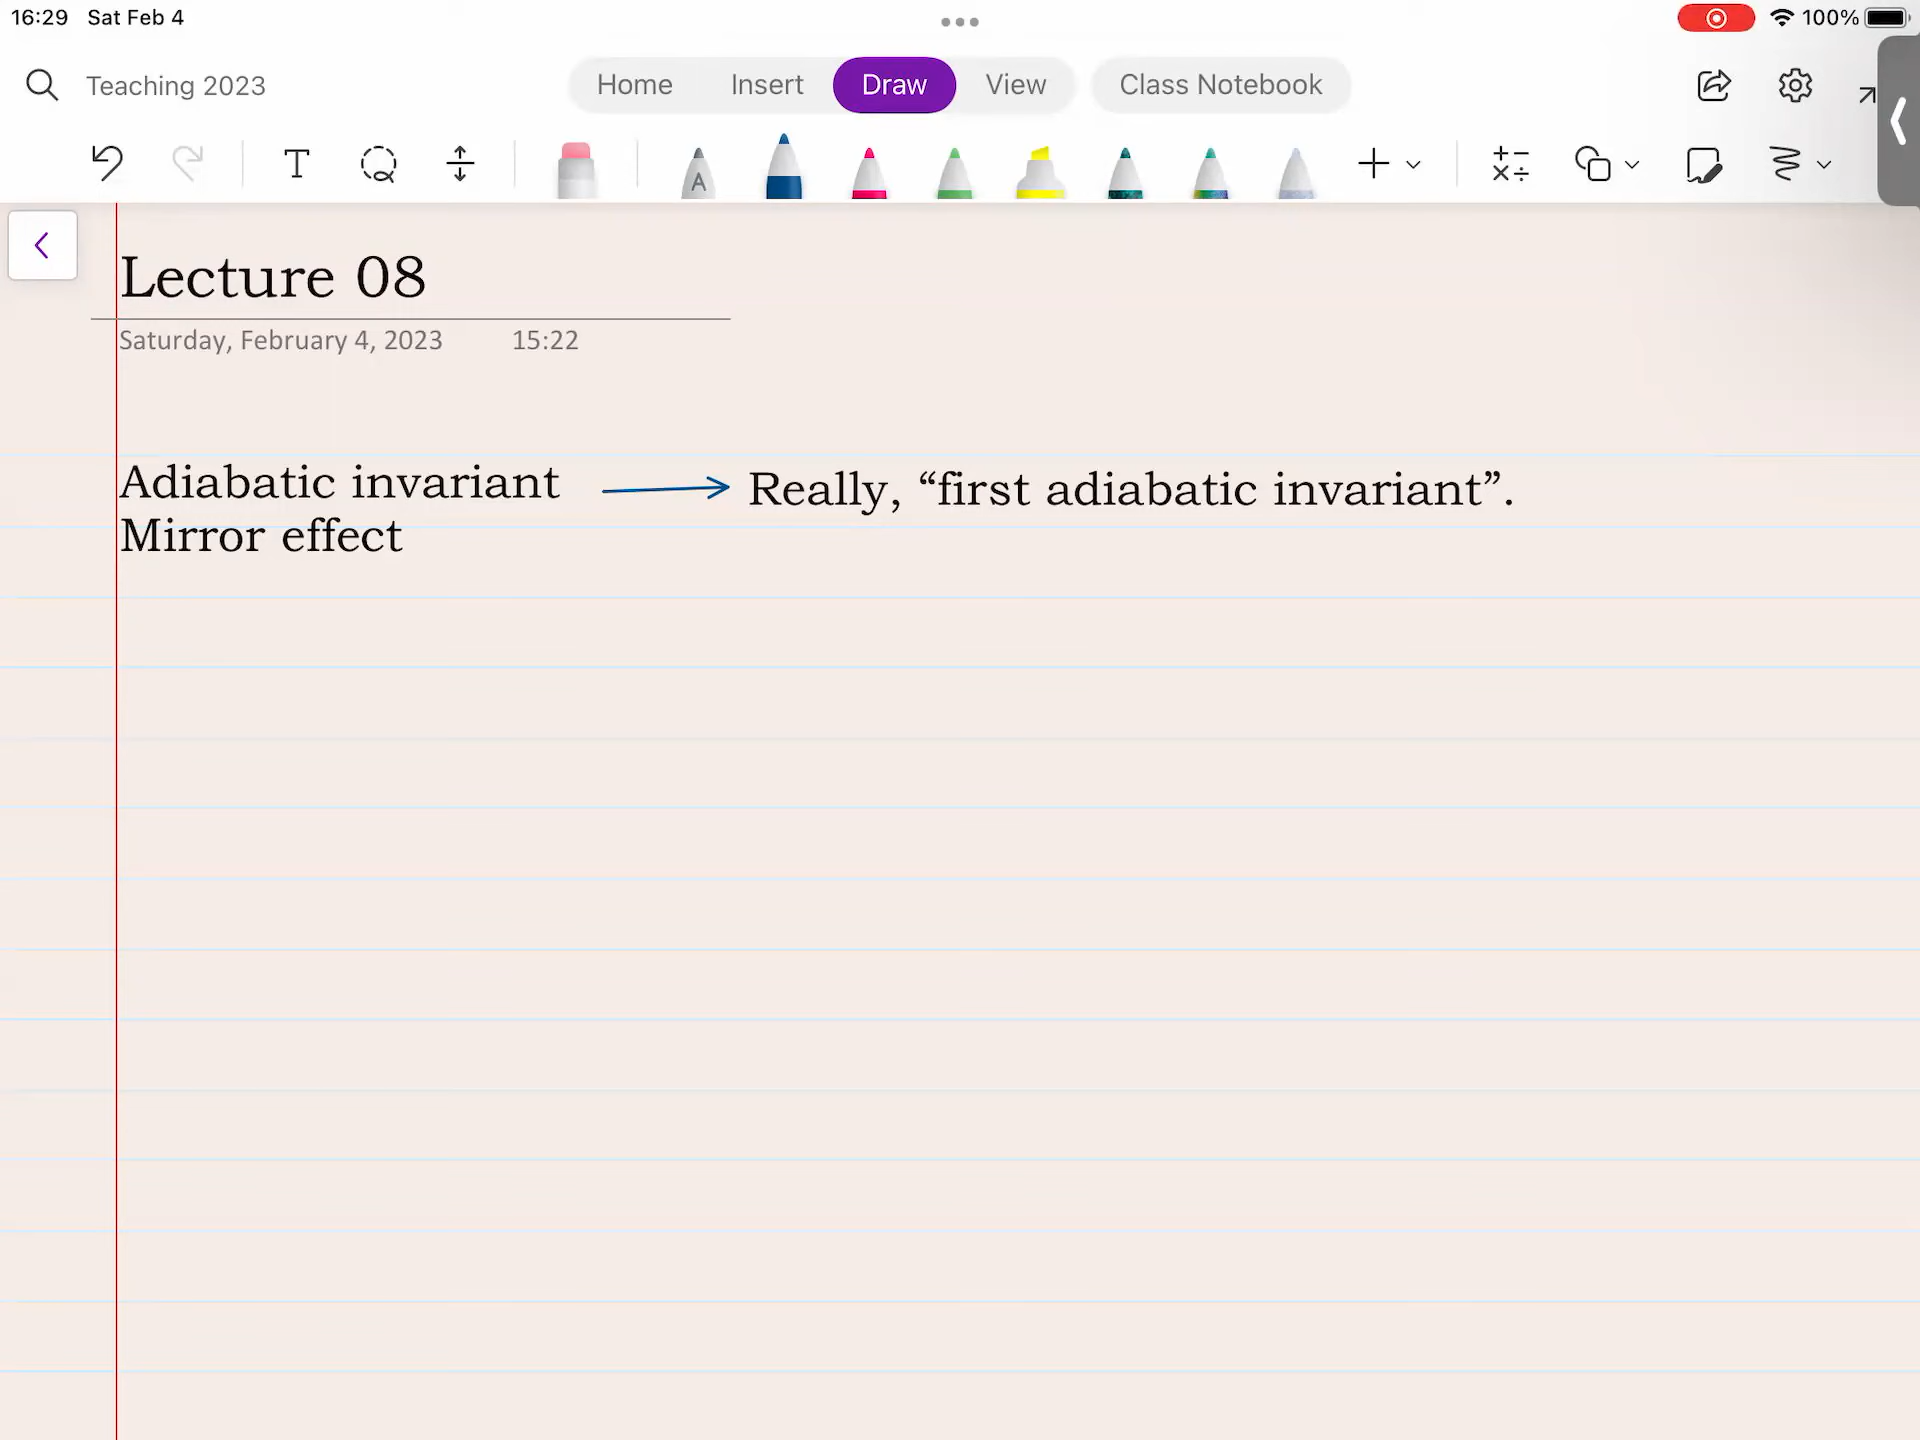 16:29 Sat Feb 4 100%
Teaching 2023 Home Insert Draw View Class Notebook
T A
Lecture 08
Saturday, February 4, 2023 15:22
Adiabatic invariant Really, “first adiabatic invariant”.
Mirror effect